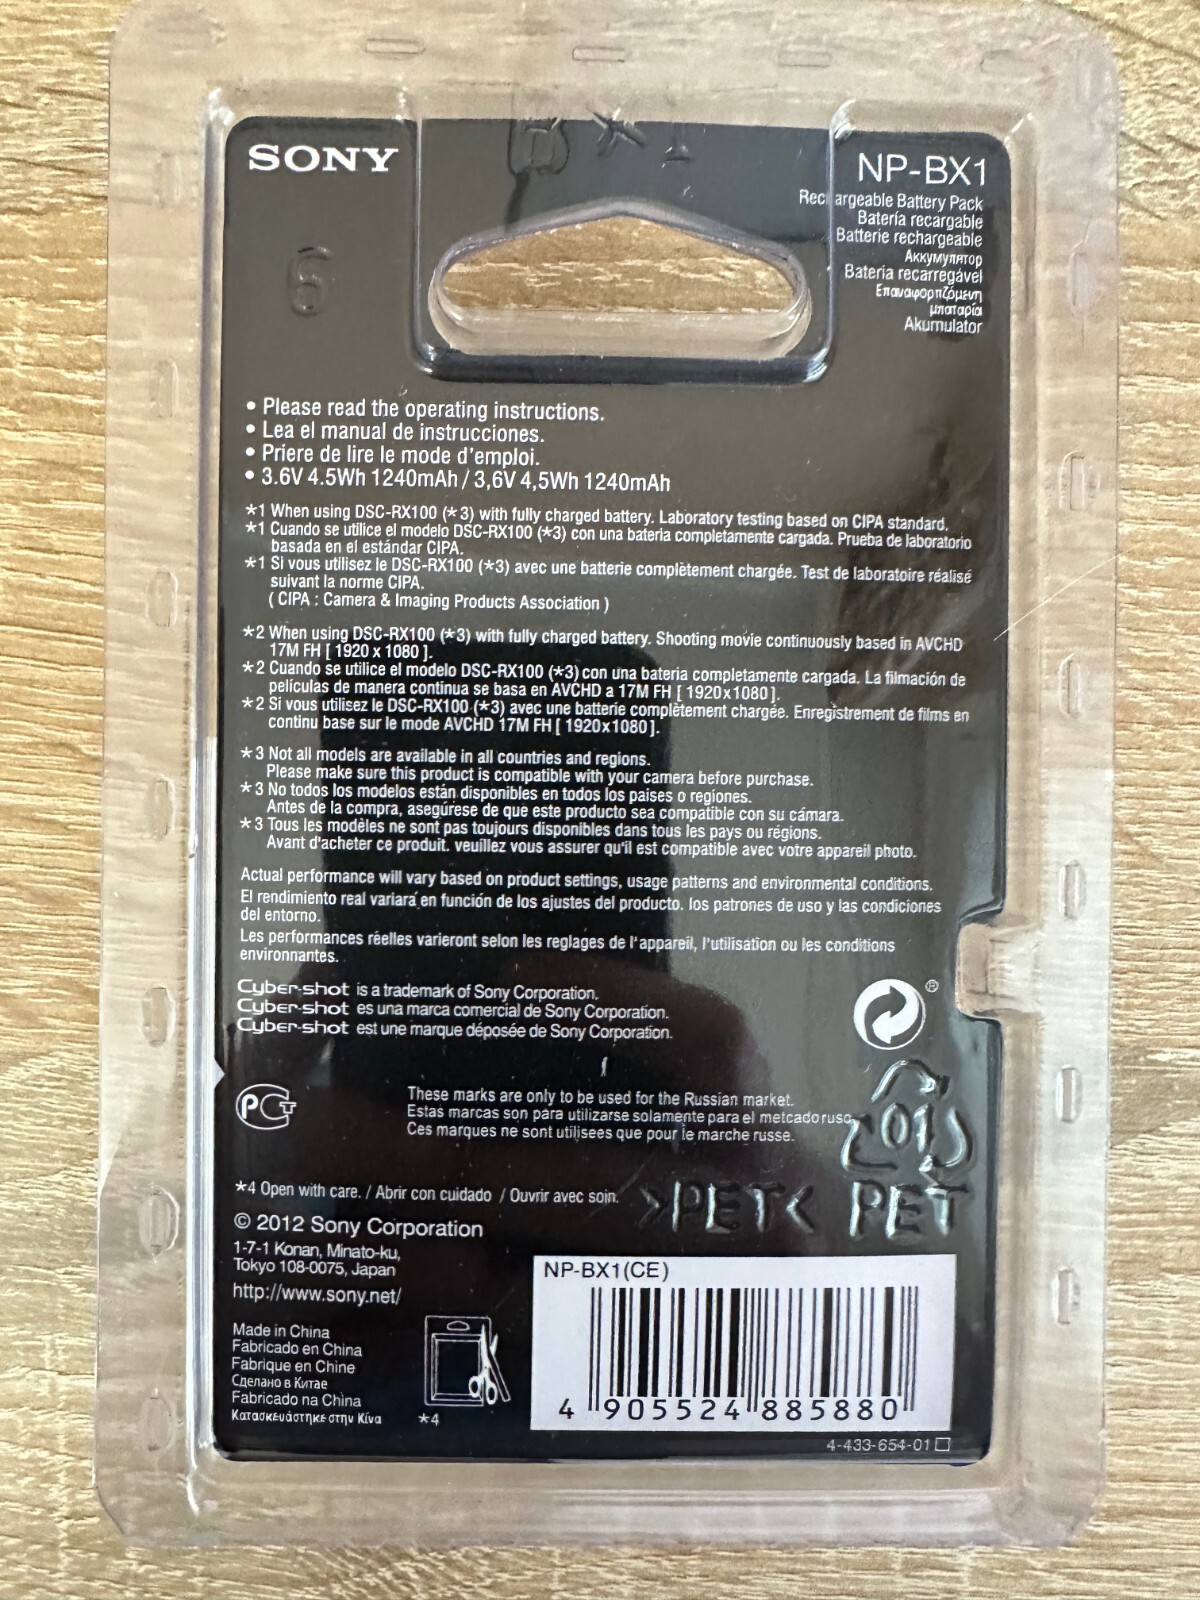 BX1
SONY
NP-BX1
Rechargeable Battery Pack
Batería recargable
Batterie rechargeable
Аккумулятор
Bateria recarregável
Επαναφορτιζόμενη
μπαταρία
Akumulator
6
• Please read the operating instructions.
• Lea el manual de instrucciones.
• Priere de lire le mode d'emploi.
• 3.6V 4.5Wh 1240mAh / 3,6V 4,5Wh 1240mAh
*1 When using DSC-RX100 (*3) with fully charged battery. Laboratory testing based on CIPA standard.
*1 Cuando se utilice el modelo DSC-RX100 (*3) con una bateria completamente cargada. Prueba de laboratorio
basada en el estándar CIPA.
*1 Si vous utilisez le DSC-RX100 (*3) avec une batterie complètement chargée. Test de laboratoire réalisé
suivant la norme CIPA.
( CIPA : Camera & Imaging Products Association )
*2 When using DSC-RX100 (*3) with fully charged battery. Shooting movie continuously based in AVCHD
17M FH [ 1920 x 1080 ].
*2 Cuando se utilice el modelo DSC-RX100 (*3) con una bateria completamente cargada. La filmación de
películas de manera continua se basa en AVCHD a 17M FH [ 1920x1080 ].
*2 Si vous utilisez le DSC-RX100 (*3) avec une batterie complètement chargée. Enregistrement de films en
continu base sur le mode AVCHD 17M FH [ 1920x1080 ].
*3 Not all models are available in all countries and regions.
Please make sure this product is compatible with your camera before purchase.
*3 No todos los modelos están disponibles en todos los paises o regiones.
Antes de la compra, asegúrese de que este producto sea compatible con su cámara.
*3 Tous les modèles ne sont pas toujours disponibles dans tous les pays ou régions.
Avant d'acheter ce produit. veuillez vous assurer qu'il est compatible avec votre appareil photo.
Actual performance will vary based on product settings, usage patterns and environmental conditions.
El rendimiento real variará en función de los ajustes del producto. los patrones de uso y las condiciones
del entorno.
Les performances réelles varieront selon les reglages de l'appareil, l'utilisation ou les conditions
environnantes.
Cyber-shot is a trademark of Sony Corporation.
Cyber-shot es una marca comercial de Sony Corporation.
Cyber-shot est une marque déposée de Sony Corporation.
®
РСТ
These marks are only to be used for the Russian market.
Estas marcas son para utilizarse solamente para el metcado ruso.
Ces marques ne sont utilisees que pour le marche russe.
01
*4 Open with care. / Abrir con cuidado / Ouvrir avec soin.
>PET< PET
© 2012 Sony Corporation
1-7-1 Konan, Minato-ku,
Tokyo 108-0075, Japan
http://www.sony.net/
Made in China
Fabricado en China
Fabrique en Chine
Сделано в Китае
Fabricado na China
Κατασκευάστηκε στην Κίνα
*4
NP-BX1(CE)
4 905524 885880
4-433-654-01